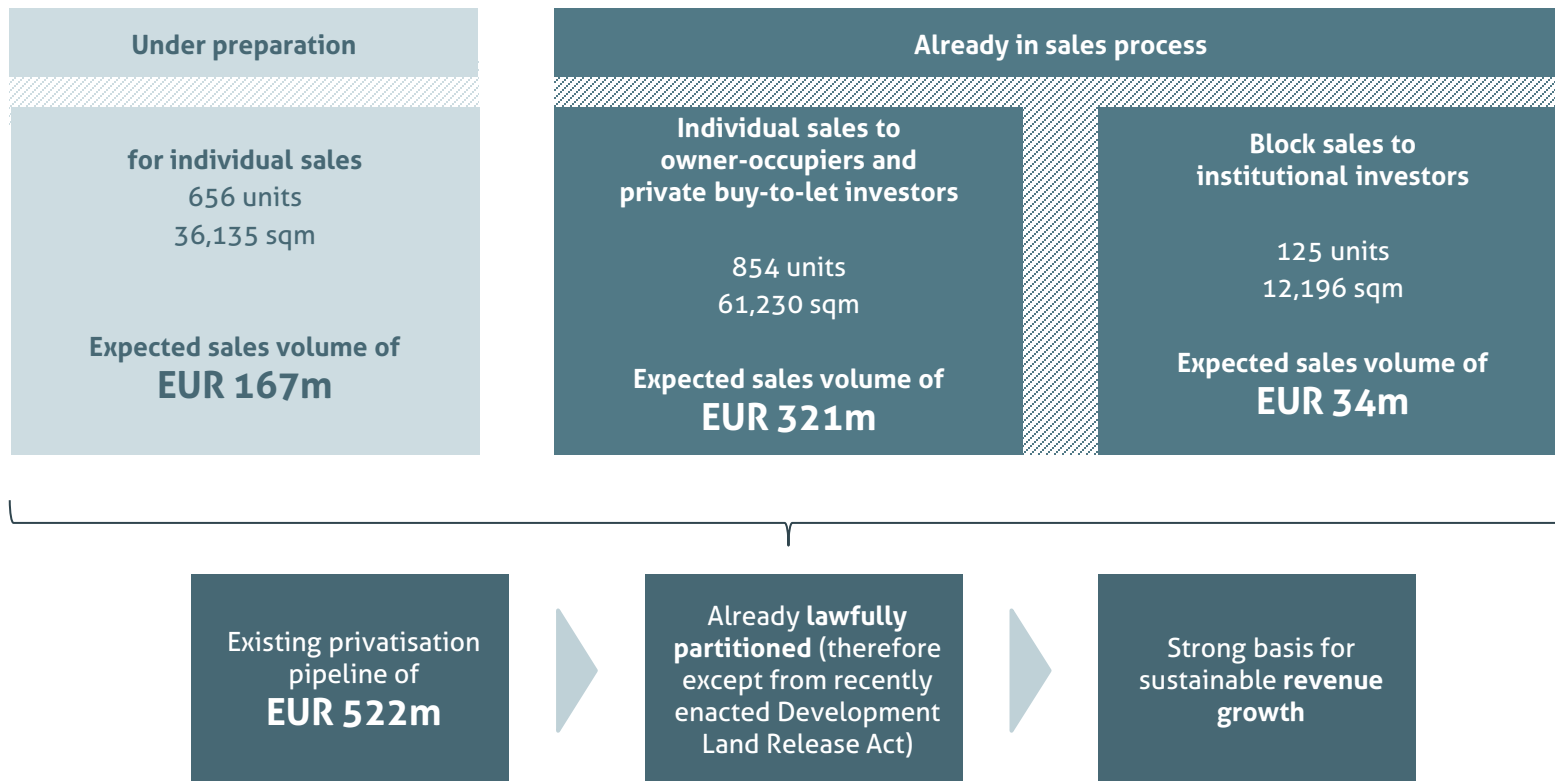 Under preparation
for individual sales
656 units
36,135 sqm
Expected sales volume of
EUR 167m
Already in sales process
Individual sales to
owner-occupiers and
private buy-to-let investors
854 units
61,230 sqm
Expected sales volume of
EUR 321m
Block sales to
institutional investors
125 units
12,196 sqm
Expected sales volume of
EUR 34m
Existing privatisation
pipeline of
EUR 522m
Already lawfully
partitioned (therefore
except from recently
enacted Development
Land Release Act)
Strong basis for
sustainable revenue
growth